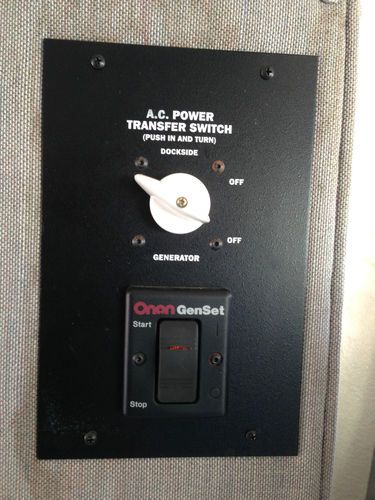 A.C. POWER
TRANSFER SWITCH
(PUSH IN AND TURN)
DOCKSIDE
OFF
OFF
GENERATOR
Onan GenSet
Start
Stop